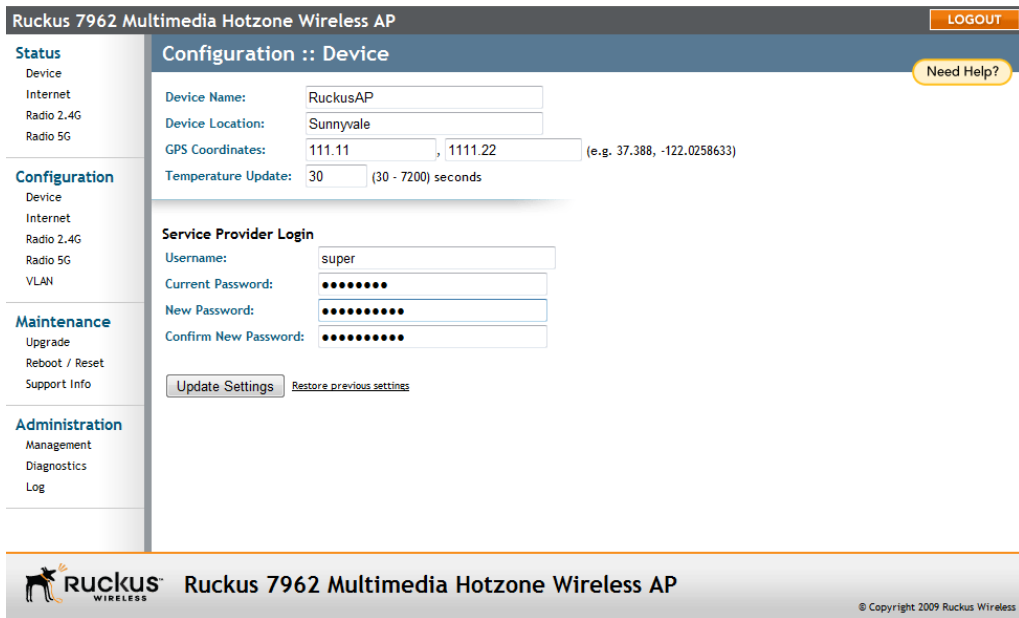 Ruckus 7962 Multimedia Hotzone Wireless AP
LOGOUT
Status
Device
Internet
Radio 2.4G
Radio 5G
Configuration
Device
Internet
Radio 2.4G
Radio 5G
VLAN
Maintenance
Upgrade
Reboot / Reset
Support Info
Administration
Management
Diagnostics
Log
Configuration :: Device
Need Help?
Device Name: RuckusAP
Device Location: Sunnyvale
GPS Coordinates: 111.11 , 1111.22 (e.g. 37.388, -122.0258633)
Temperature Update: 30 (30 - 7200) seconds
Service Provider Login
Username: super
Current Password: ••••••••
New Password: ••••••••••
Confirm New Password: ••••••••••
Update Settings Restore previous settings
Ruckus WIRELESS Ruckus 7962 Multimedia Hotzone Wireless AP
© Copyright 2009 Ruckus Wireless